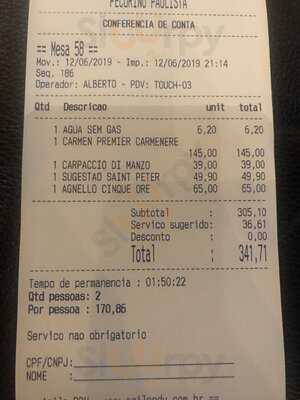 PECORINO PAULISTA
CONFERENCIA DE CONTA
== Mesa 58 ==
Mov.: 12/06/2019 - Imp.: 12/06/2019 21:14
Seq. 186
Operador: ALBERTO - PDV: TOUCH-03
Qtd Descricao unit total
1 AGUA SEM GAS 6,20 6,20
1 CARMEN PREMIER CARMENERE
145,00 145,00
1 CARPACCIO DI MANZO 39,00 39,00
1 SUGESTAO SAINT PETER 49,90 49,90
1 AGNELLO CINQUE ORE 65,00 65,00
Subtotal : 305,10
Servico sugerido: 36,61
Desconto : 0,00
Total : 341,71
Tempo de permanencia : 01:50:22
Qtd pessoas: 2
Por pessoa : 170,86
Servico nao obrigatorio
CPF/CNPJ:
NOME :